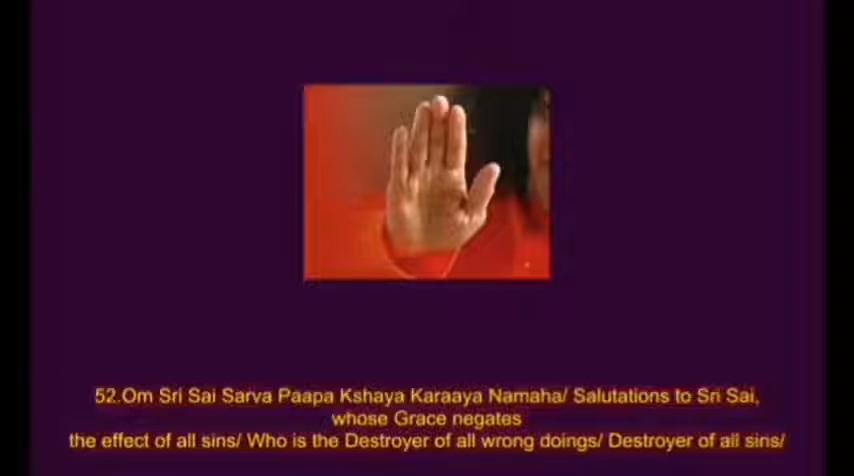 52.Om Sri Sai Sarva Paapa Kshaya Karaaya Namaha/ Salutations to Sri Sai,
whose Grace negates
the effect of all sins/ Who is the Destroyer of all wrong doings/ Destroyer of all sins/